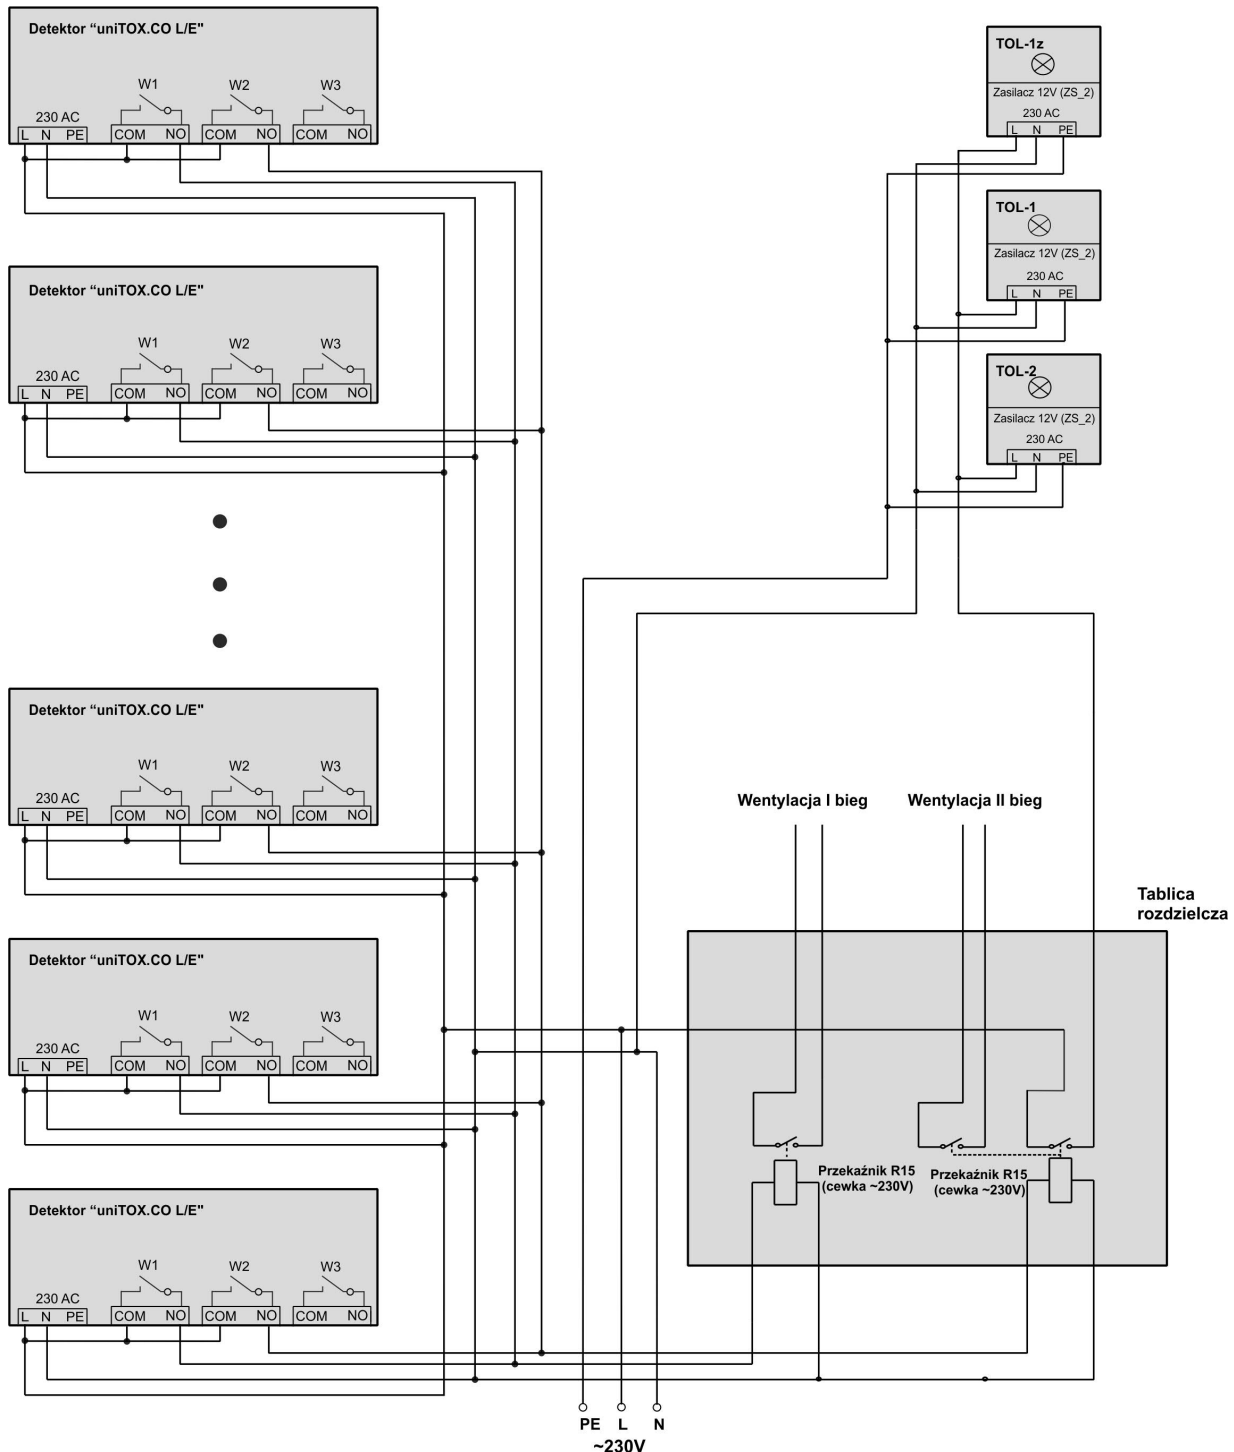 Detektor “uniTOX.CO L/E"
W1 W2 W3
230 AC
L N PE COM NO COM NO COM NO
Detektor “uniTOX.CO L/E"
W1 W2 W3
230 AC
L N PE COM NO COM NO COM NO
Detektor “uniTOX.CO L/E"
W1 W2 W3
230 AC
L N PE COM NO COM NO COM NO
Detektor “uniTOX.CO L/E"
W1 W2 W3
230 AC
L N PE COM NO COM NO COM NO
Detektor “uniTOX.CO L/E"
W1 W2 W3
230 AC
L N PE COM NO COM NO COM NO
TOL-1z
Zasilacz 12V (ZS_2)
230 AC
L N PE
TOL-1
Zasilacz 12V (ZS_2)
230 AC
L N PE
TOL-2
Zasilacz 12V (ZS_2)
230 AC
L N PE
Wentylacja I bieg
Wentylacja II bieg
Tablica
rozdzielcza
Przekaźnik R15
(cewka ~230V)
Przekaźnik R15
(cewka ~230V)
PE L N
~230V